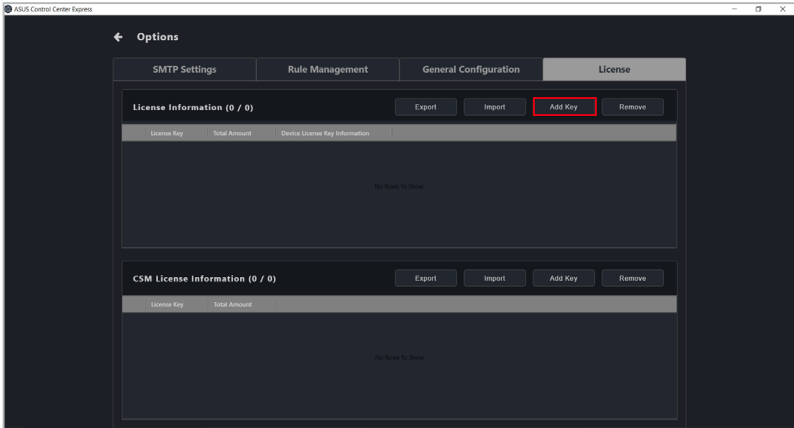 ASUS Control Center Express
Options
SMTP Settings Rule Management General Configuration License
License Information (0 / 0) Export Import Add Key Remove
License Key Total Amount Device License Key Information
No Rows To Show
CSM License Information (0 / 0) Export Import Add Key Remove
License Key Total Amount
No Rows To Show